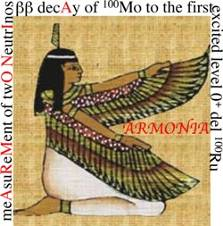 meAsuReMent of twO NeutrInos
ββ decAy of ¹⁰⁰Mo to the first
excited level 0⁺ del ¹⁰⁰Ru
ARMONIA